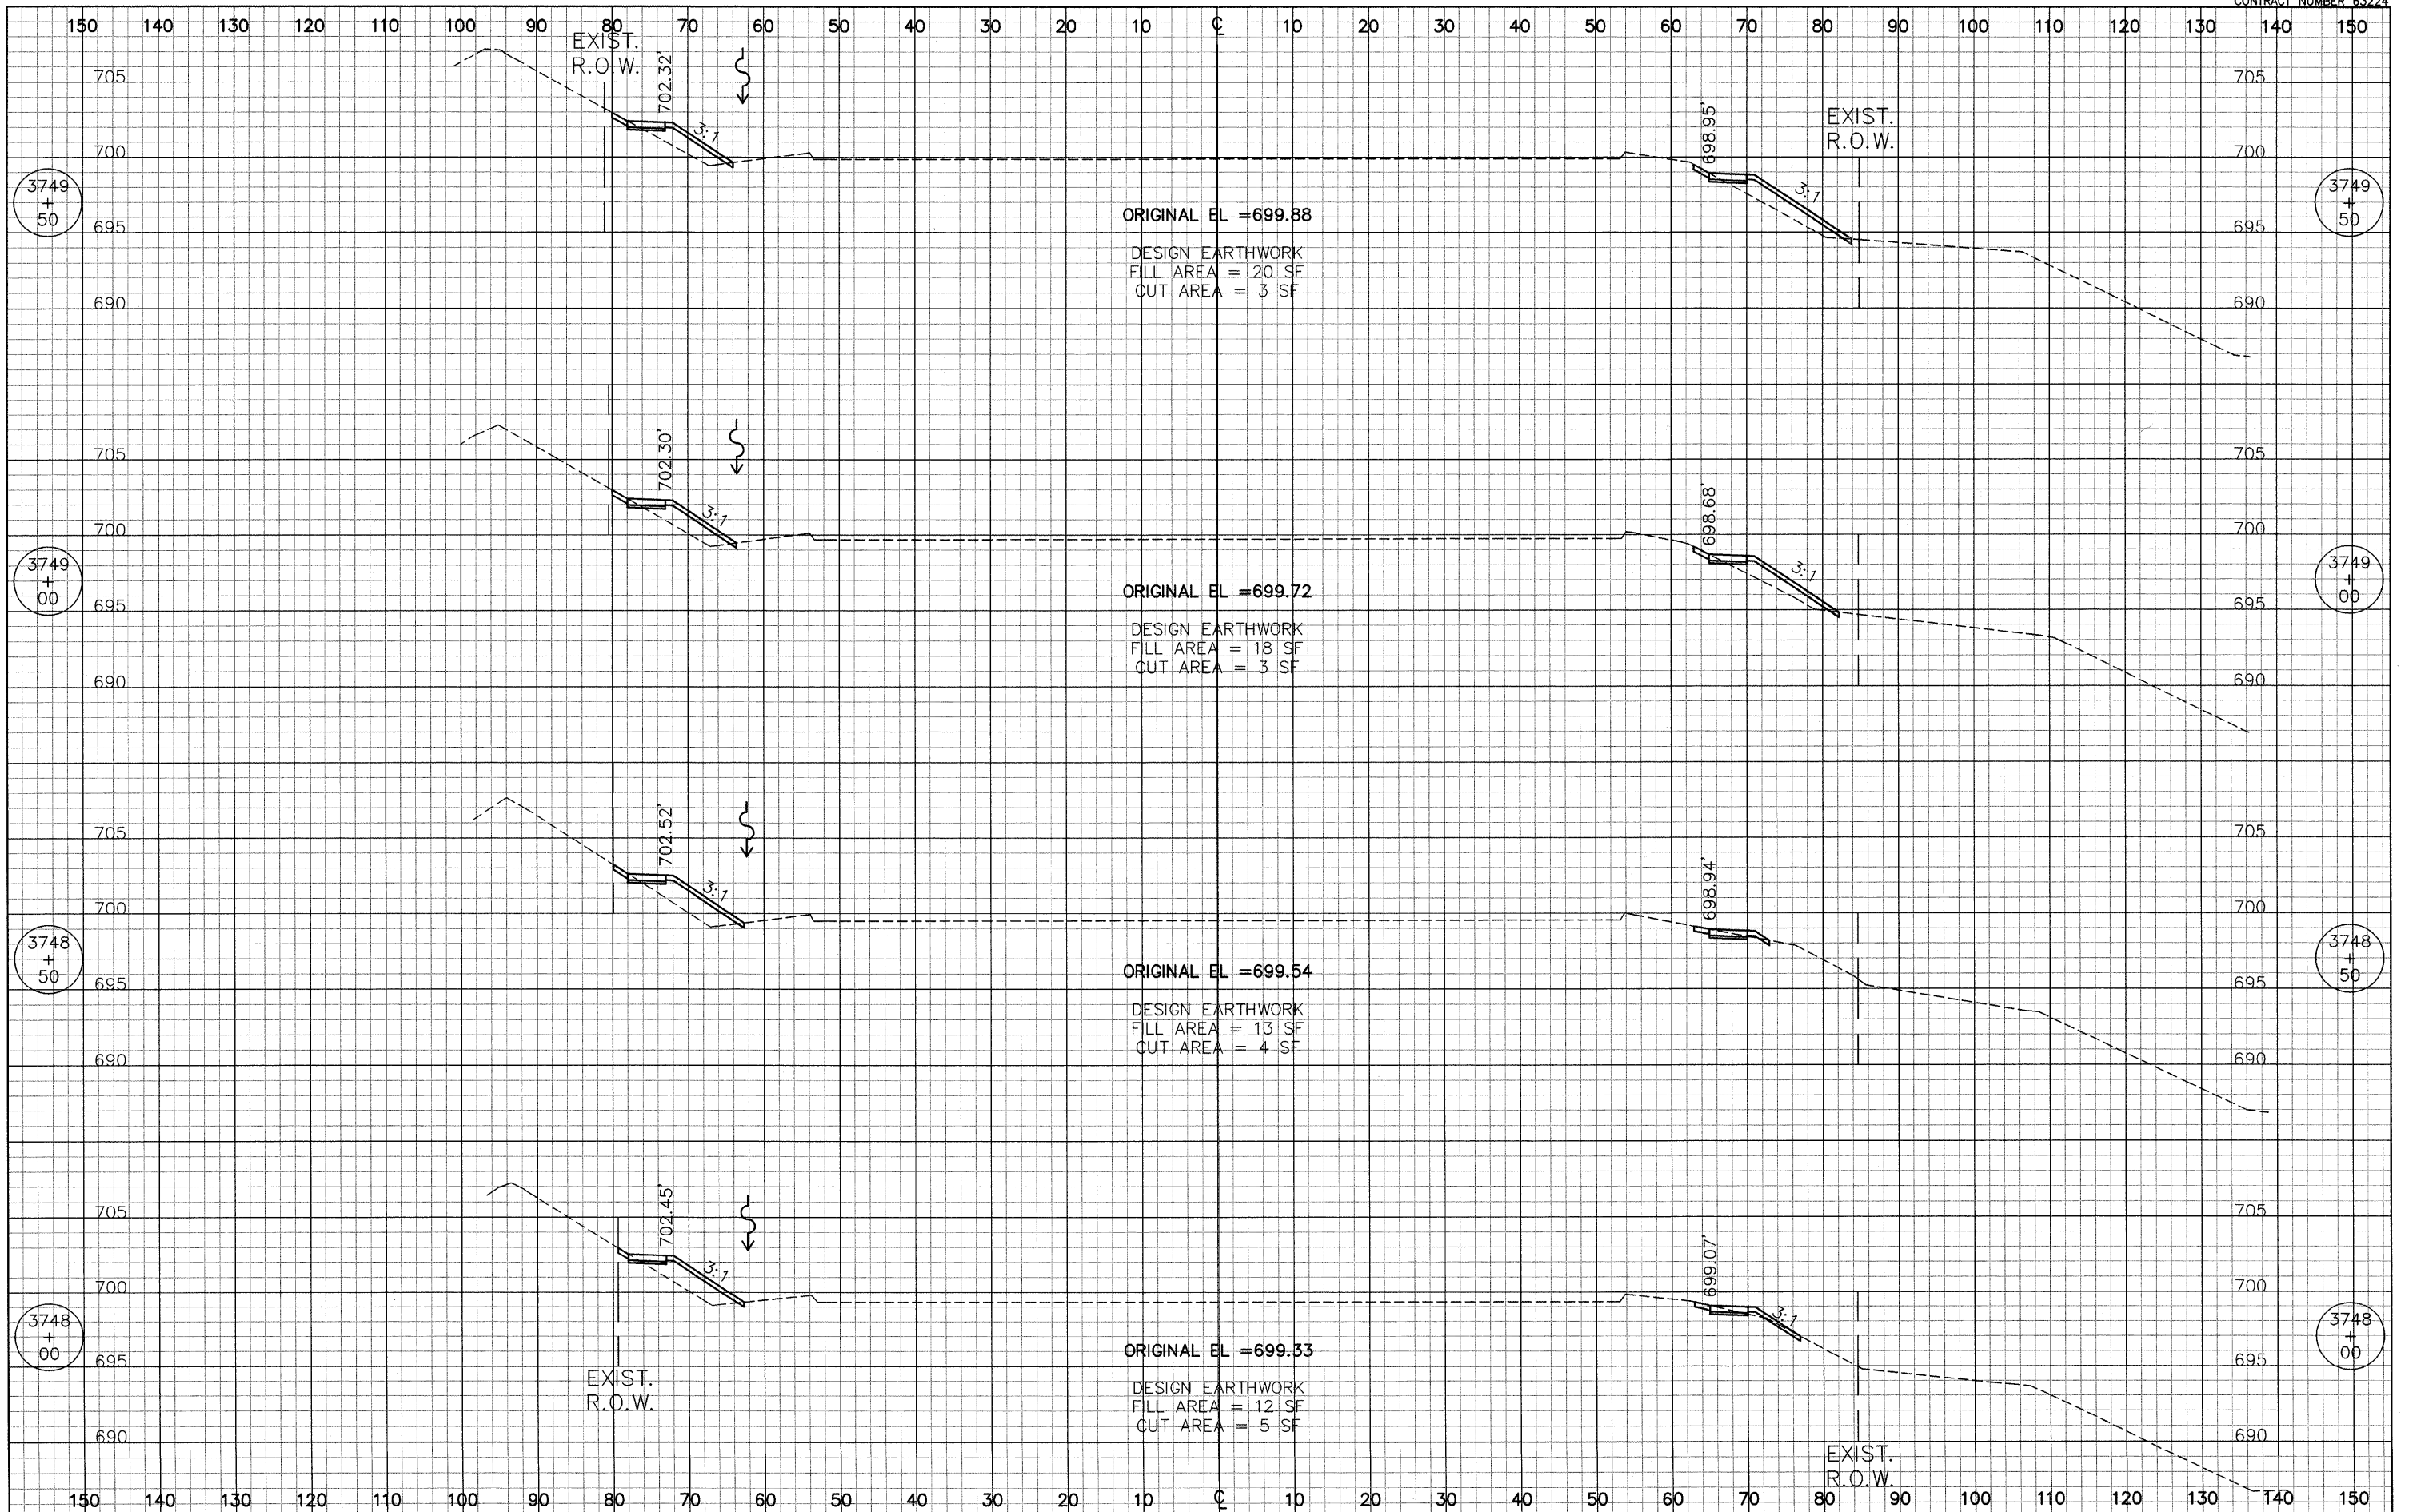 CONTRACT NUMBER 63224
150 140 130 120 110 100 90 80 70 60 50 40 30 20 10 ℄ 10 20 30 40 50 60 70 80 90 100 110 120 130 140 150
EXIST.
R.O.W.
702.32'
3:1
698.95'
3:1
EXIST.
R.O.W.
705 705
700 700
3749
+
50
3749
+
50
695 695
690 690
ORIGINAL EL =699.88
DESIGN EARTHWORK
FILL AREA = 20 SF
CUT AREA = 3 SF
702.30'
3:1
698.68'
3:1
705 705
700 700
3749
+
00
3749
+
00
695 695
690 690
ORIGINAL EL =699.72
DESIGN EARTHWORK
FILL AREA = 18 SF
CUT AREA = 3 SF
702.52'
3:1
698.94'
705 705
700 700
3748
+
50
3748
+
50
695 695
690 690
ORIGINAL EL =699.54
DESIGN EARTHWORK
FILL AREA = 13 SF
CUT AREA = 4 SF
702.45'
3:1
699.07'
3:1
705 705
700 700
3748
+
00
3748
+
00
695 695
690 690
ORIGINAL EL =699.33
DESIGN EARTHWORK
FILL AREA = 12 SF
CUT AREA = 5 SF
EXIST.
R.O.W.
EXIST.
R.O.W.
150 140 130 120 110 100 90 80 70 60 50 40 30 20 10 ℄ 10 20 30 40 50 60 70 80 90 100 110 120 130 140 150